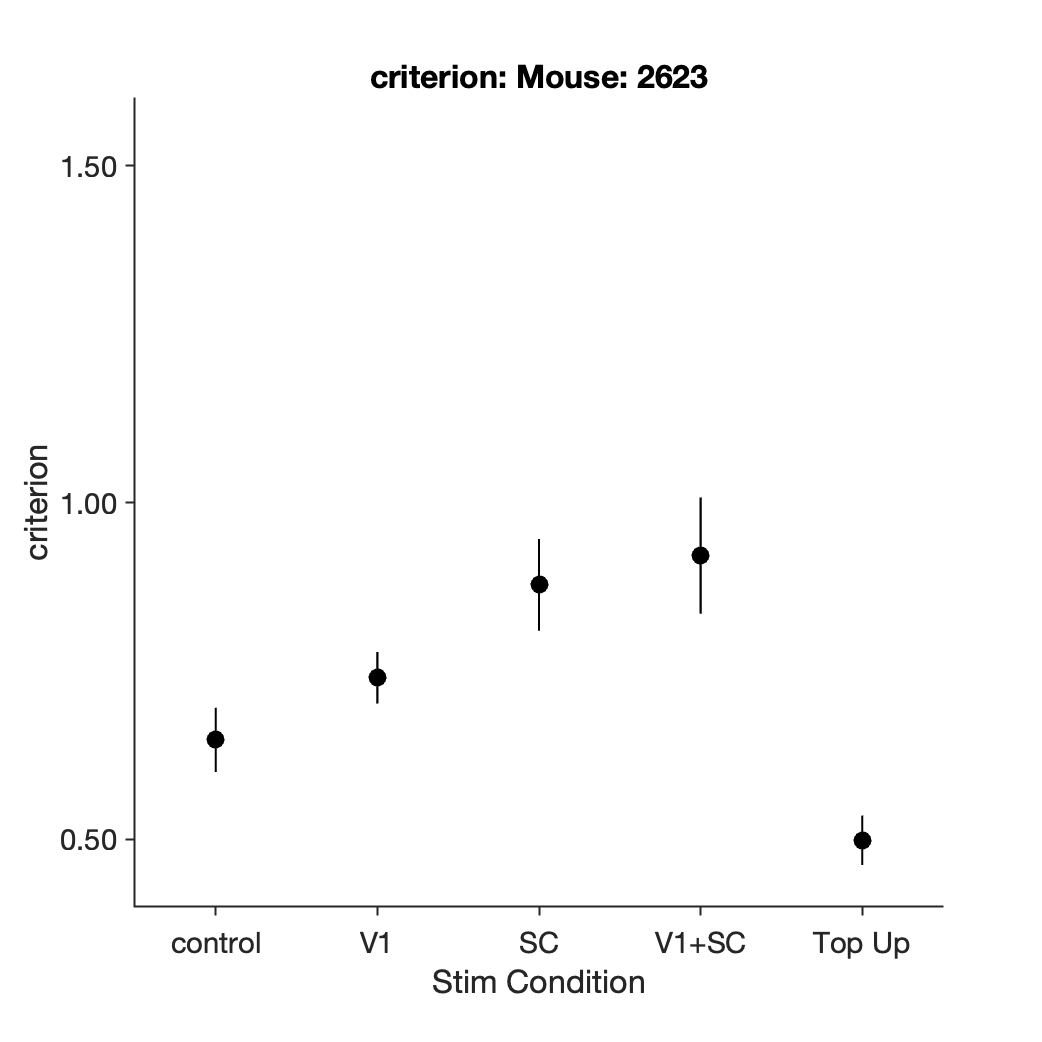 criterion: Mouse: 2623
criterion
1.50
1.00
0.50
control V1 SC V1+SC Top Up
Stim Condition